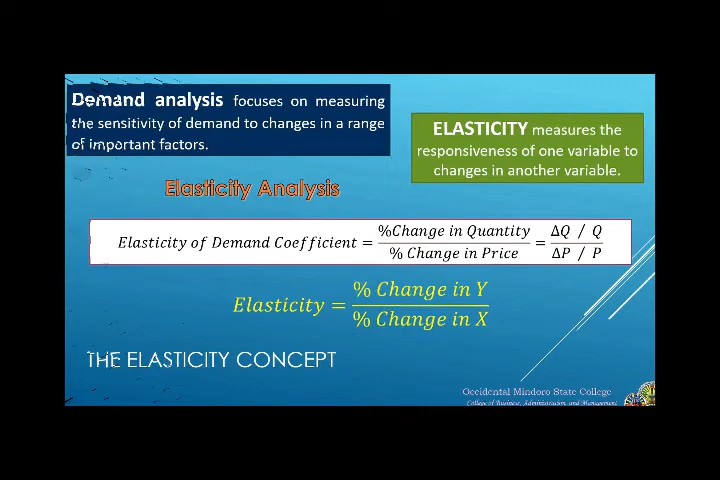 Demand analysis focuses on measuring
the sensitivity of demand to changes in a range
of important factors.
ELASTICITY measures the
responsiveness of one variable to
changes in another variable.
Elasticity Analysis
Elasticity of Demand Coefficient = %Change in Quantity / % Change in Price = ΔQ / Q / ΔP / P
Elasticity = % Change in Y / % Change in X
THE ELASTICITY CONCEPT
Occidental Mindoro State College
College of Business, Administration, and Management